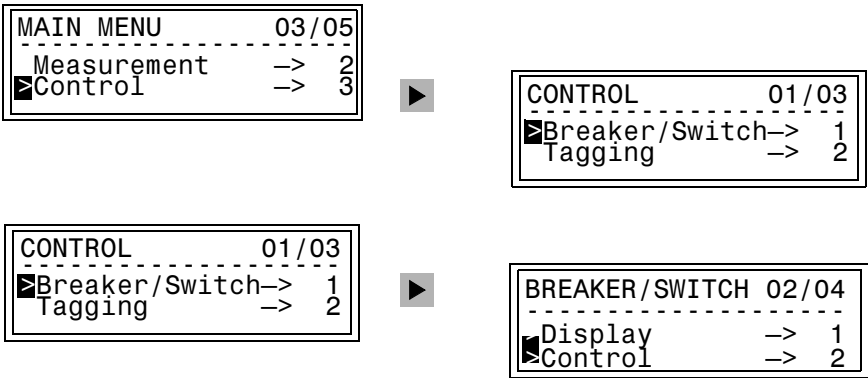 MAIN MENU 03/05
---------------------
Measurement —> 2
>Control —> 3
CONTROL 01/03
---------------------
>Breaker/Switch—> 1
Tagging —> 2
CONTROL 01/03
---------------------
>Breaker/Switch—> 1
Tagging —> 2
BREAKER/SWITCH 02/04
---------------------
Display —> 1
>Control —> 2